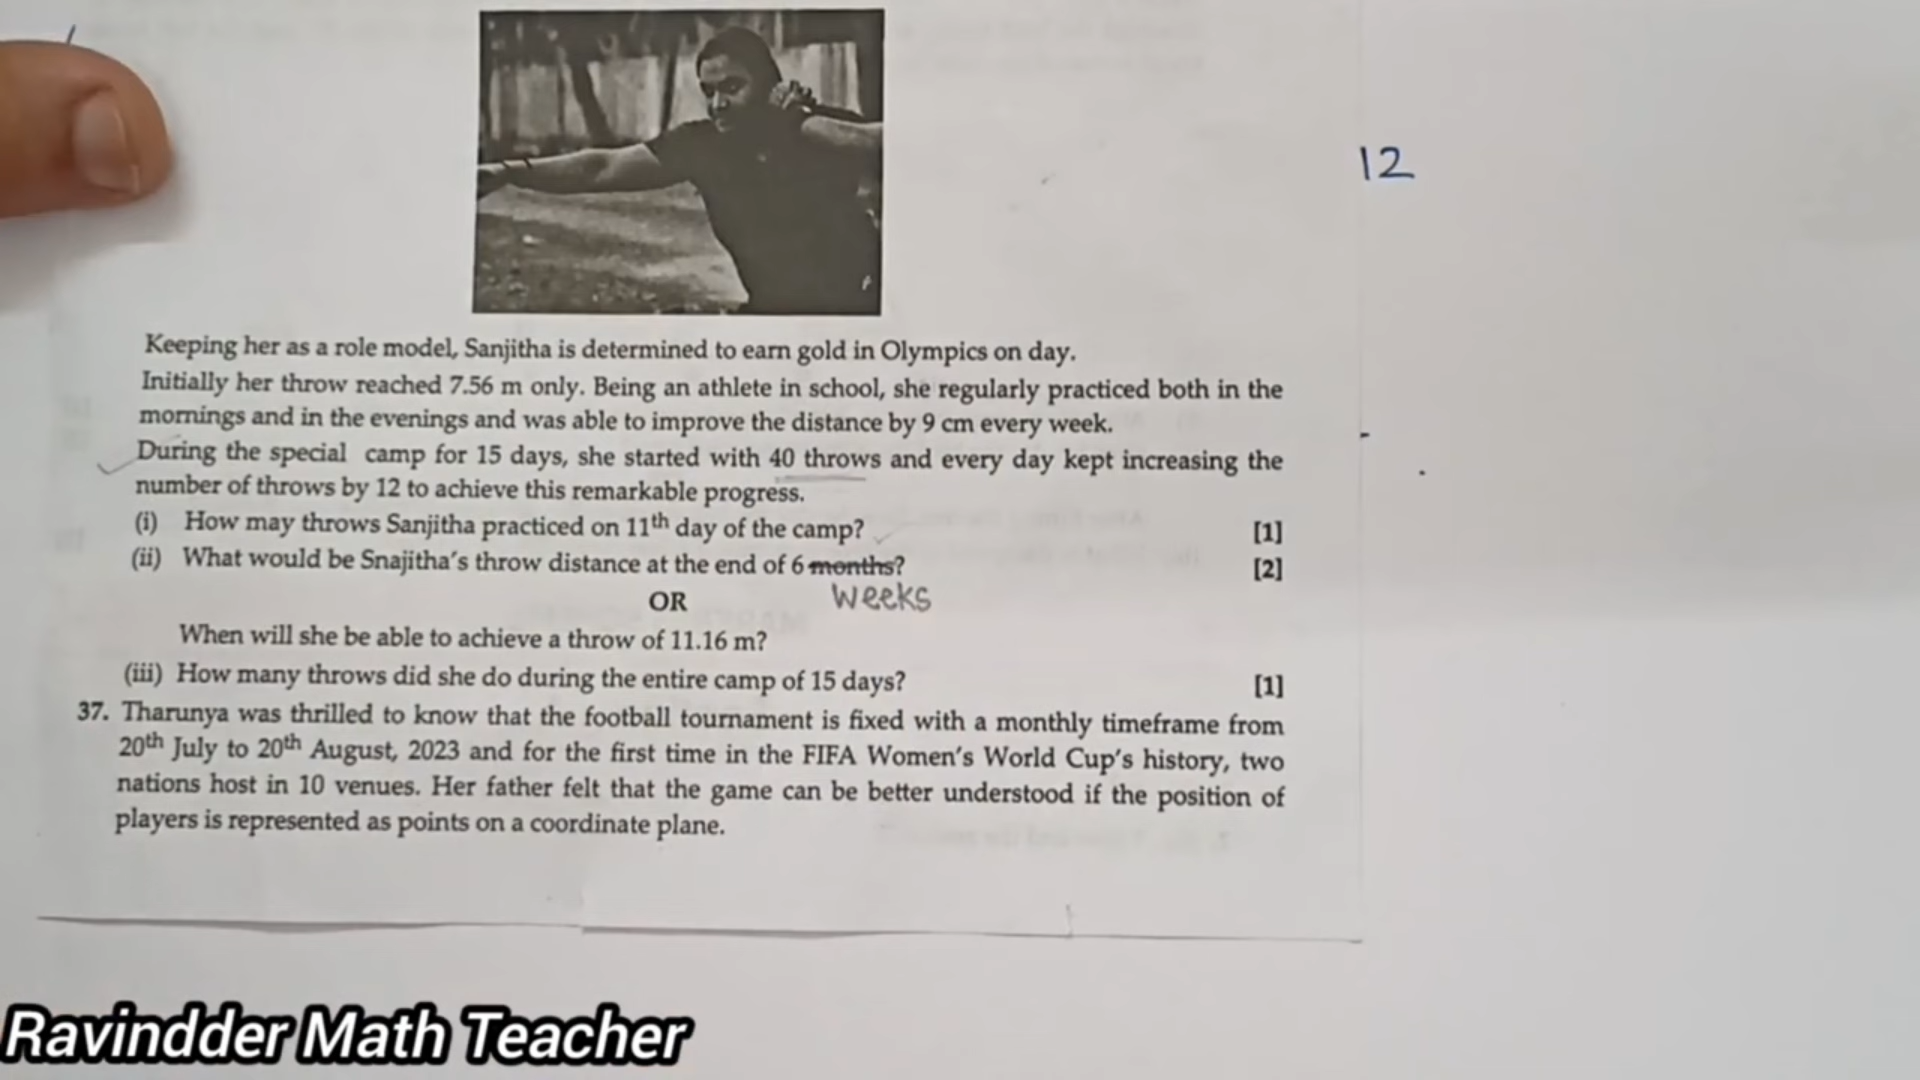 12
Keeping her as a role model, Sanjitha is determined to earn gold in Olympics on day.
Initially her throw reached 7.56 m only. Being an athlete in school, she regularly practiced both in the
mornings and in the evenings and was able to improve the distance by 9 cm every week.
During the special camp for 15 days, she started with 40 throws and every day kept increasing the
number of throws by 12 to achieve this remarkable progress.
(i) How may throws Sanjitha practiced on 11th day of the camp? [1]
(ii) What would be Snajitha's throw distance at the end of 6 months? [2]
OR weeks
When will she be able to achieve a throw of 11.16 m?
(iii) How many throws did she do during the entire camp of 15 days? [1]
37. Tharunya was thrilled to know that the football tournament is fixed with a monthly timeframe from
20th July to 20th August, 2023 and for the first time in the FIFA Women's World Cup's history, two
nations host in 10 venues. Her father felt that the game can be better understood if the position of
players is represented as points on a coordinate plane.
Ravindder Math Teacher